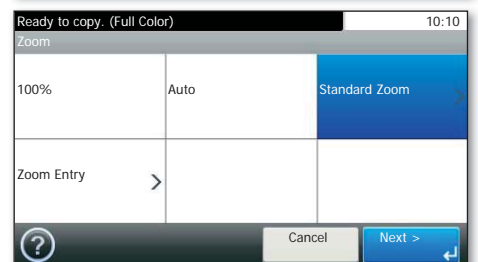 Ready to copy. (Full Color) 10:10
Zoom
100% Auto Standard Zoom >
Zoom Entry >
? Cancel Next >